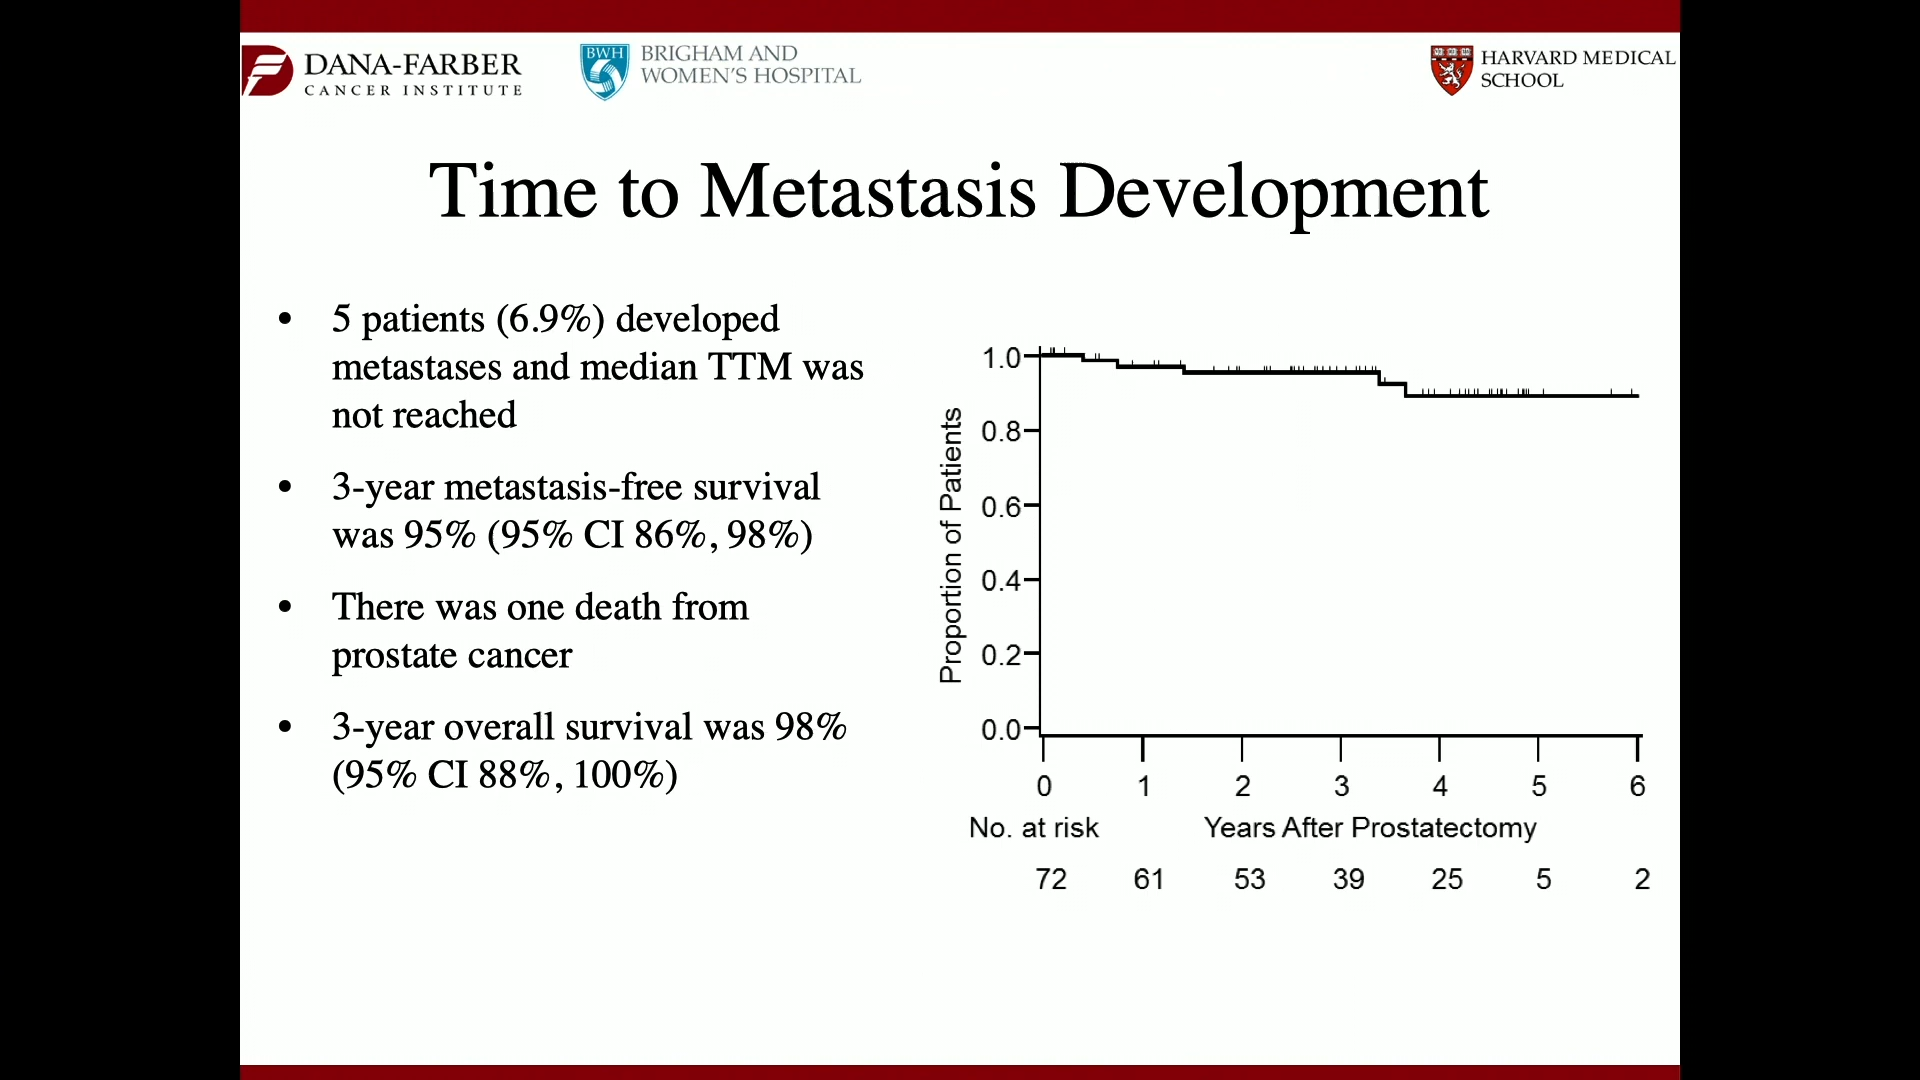 DANA-FARBER
CANCER INSTITUTE
BWH
BRIGHAM AND
WOMEN'S HOSPITAL
HARVARD MEDICAL
SCHOOL
Time to Metastasis Development
• 5 patients (6.9%) developed
metastases and median TTM was
not reached
• 3-year metastasis-free survival
was 95% (95% CI 86%, 98%)
• There was one death from
prostate cancer
• 3-year overall survival was 98%
(95% CI 88%, 100%)
Proportion of Patients
1.0
0.8
0.6
0.4
0.2
0.0
0 1 2 3 4 5 6
No. at risk Years After Prostatectomy
72 61 53 39 25 5 2